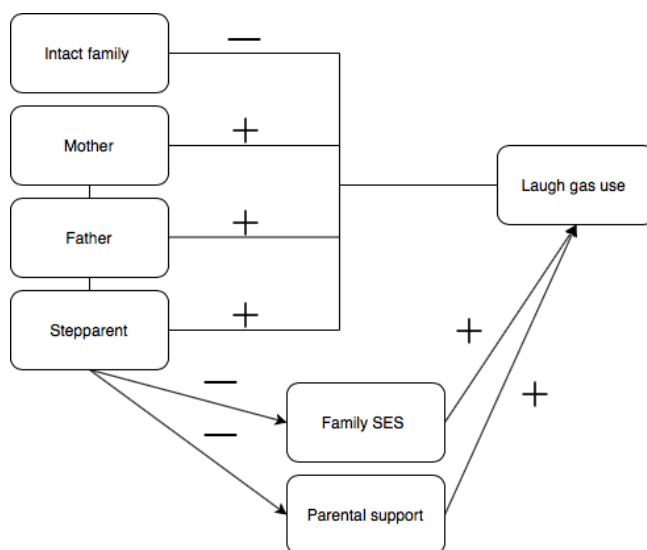 Intact family
—
Mother
+
Laugh gas use
Father
+
Stepparent
+
—
+
Family SES
+
—
Parental support